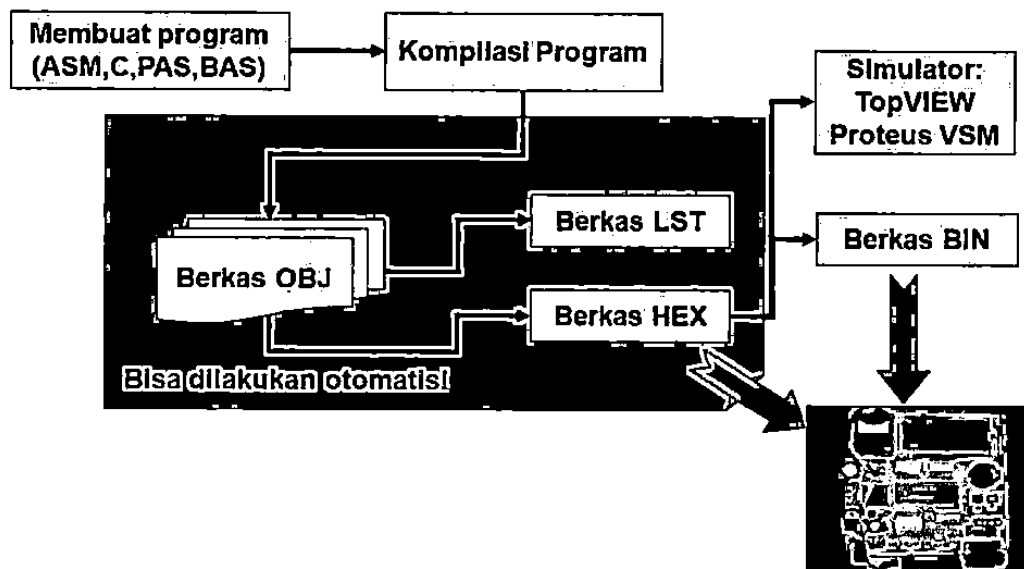 Membuat program
(ASM,C,PAS,BAS)
Kompilasi Program
Simulator:
TopVIEW
Proteus VSM
Berkas LST
Berkas OBJ
Berkas BIN
Berkas HEX
Bisa dilakukan otomatis!